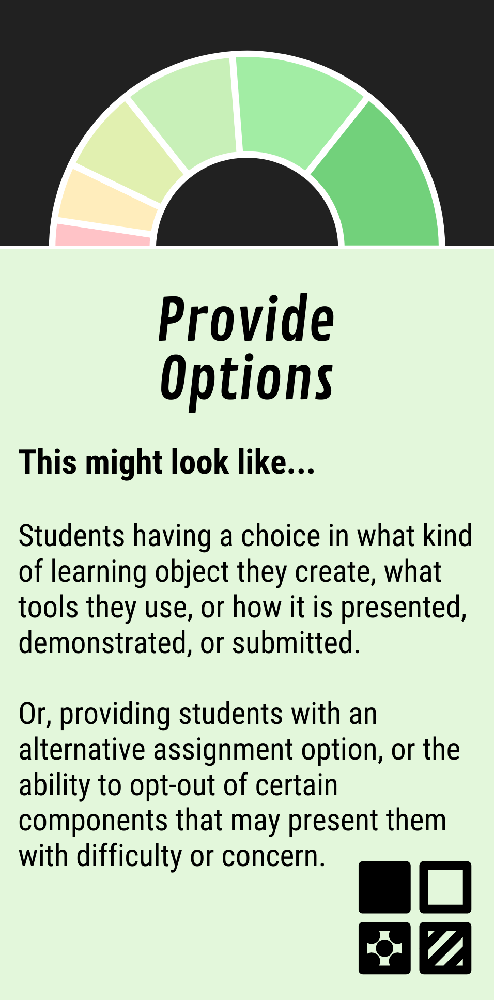 Provide
Options
This might look like...
Students having a choice in what kind
of learning object they create, what
tools they use, or how it is presented,
demonstrated, or submitted.
Or, providing students with an
alternative assignment option, or the
ability to opt-out of certain
components that may present them
with difficulty or concern.